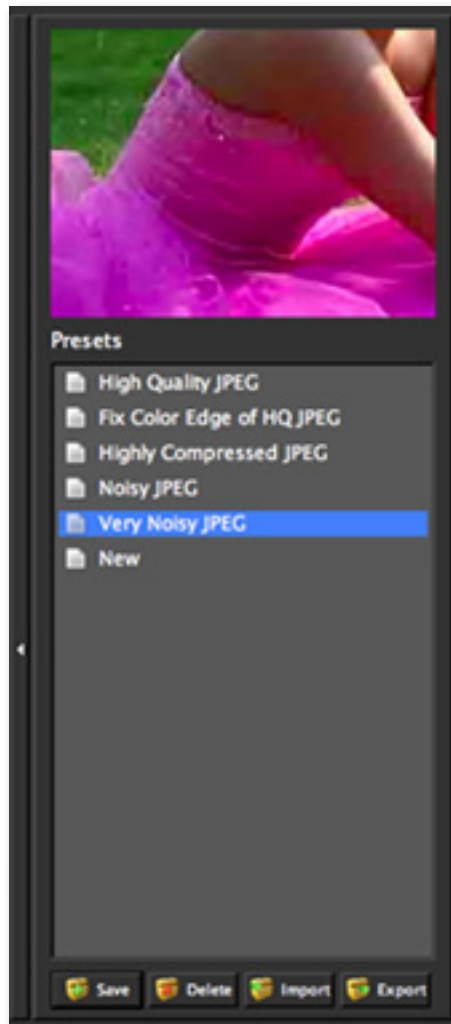 Presets
High Quality JPEG
Fix Color Edge of HQ JPEG
Highly Compressed JPEG
Noisy JPEG
Very Noisy JPEG
New
Save Delete Import Export